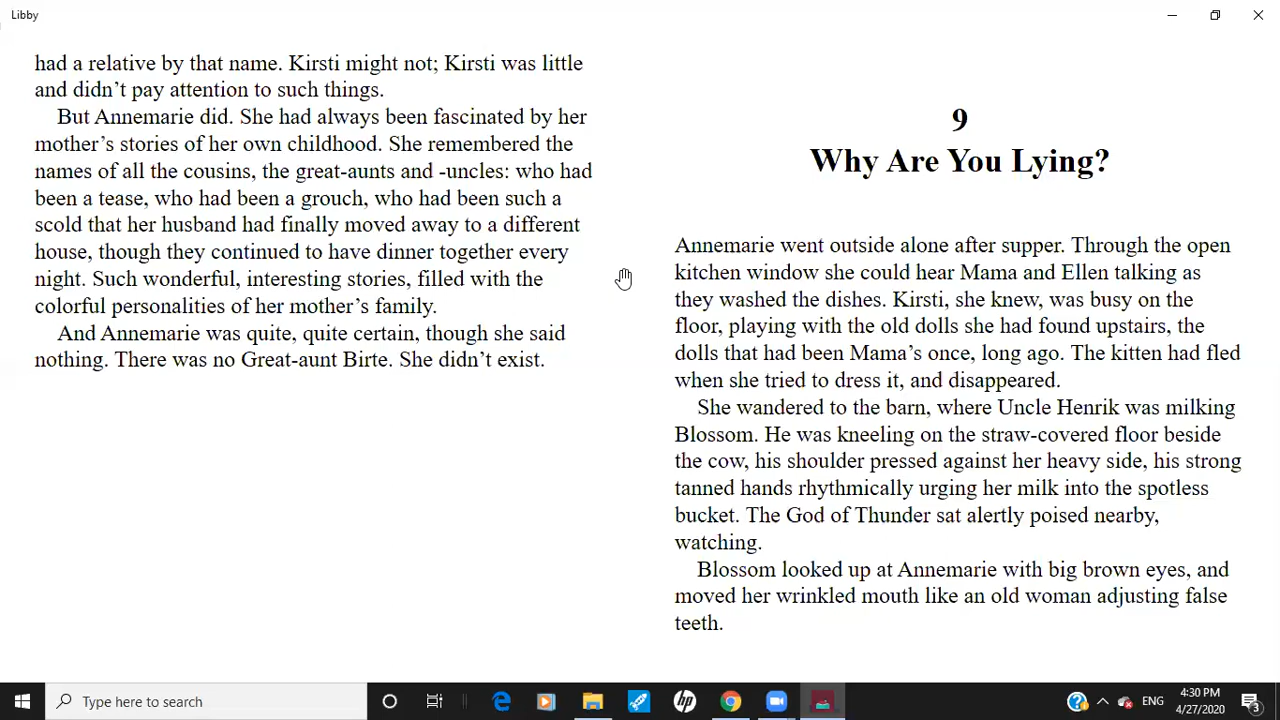 Libby
had a relative by that name. Kirsti might not; Kirsti was little
and didn’t pay attention to such things.
But Annemarie did. She had always been fascinated by her
mother’s stories of her own childhood. She remembered the
names of all the cousins, the great-aunts and -uncles: who had
been a tease, who had been a grouch, who had been such a
scold that her husband had finally moved away to a different
house, though they continued to have dinner together every
night. Such wonderful, interesting stories, filled with the
colorful personalities of her mother’s family.
And Annemarie was quite, quite certain, though she said
nothing. There was no Great-aunt Birte. She didn’t exist.
9
Why Are You Lying?
Annemarie went outside alone after supper. Through the open
kitchen window she could hear Mama and Ellen talking as
they washed the dishes. Kirsti, she knew, was busy on the
floor, playing with the old dolls she had found upstairs, the
dolls that had been Mama’s once, long ago. The kitten had fled
when she tried to dress it, and disappeared.
She wandered to the barn, where Uncle Henrik was milking
Blossom. He was kneeling on the straw-covered floor beside
the cow, his shoulder pressed against her heavy side, his strong
tanned hands rhythmically urging her milk into the spotless
bucket. The God of Thunder sat alertly poised nearby,
watching.
Blossom looked up at Annemarie with big brown eyes, and
moved her wrinkled mouth like an old woman adjusting false
teeth.
Type here to search
hp
ENG
4:30 PM
4/27/2020
3